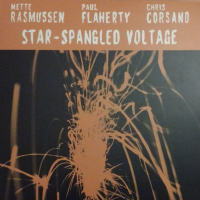 METTE PAUL CHRIS
RASMUSSEN FLAHERTY CORSANO
STAR-SPANGLED VOLTAGE